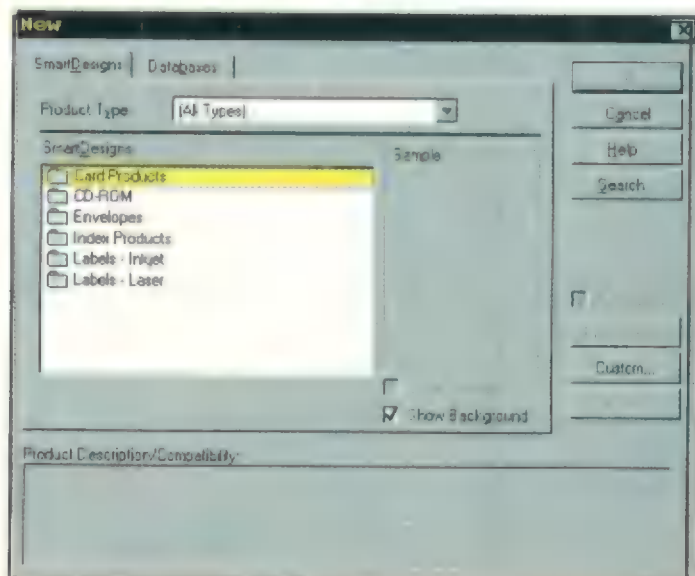 New
SmartDesigns Databases
Product Type: (All Types)
SmartDesigns
Sample
Card Products
CD-ROM
Envelopes
Index Products
Labels - Inkjet
Labels - Laser
Show Background
Cancel
Help
Search
Custom...
Product Description/Compatibility: